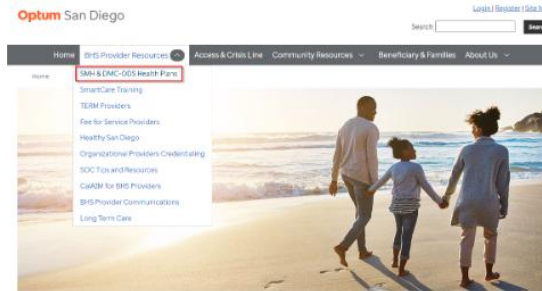 Login | Register | Site
Optum San Diego
Search
Home BHS Provider Resources Access & Crisis Line Community Resources Beneficiary & Families About Us
Home
SMH & DMC-ODS Health Plans
SmartCare Training
TERM Providers
Fee for Service Providers
Healthy San Diego
Organizational Providers Credentialing
SOC Tips and Resources
CalAIM for BHS Providers
BHS Provider Communications
Long Term Care